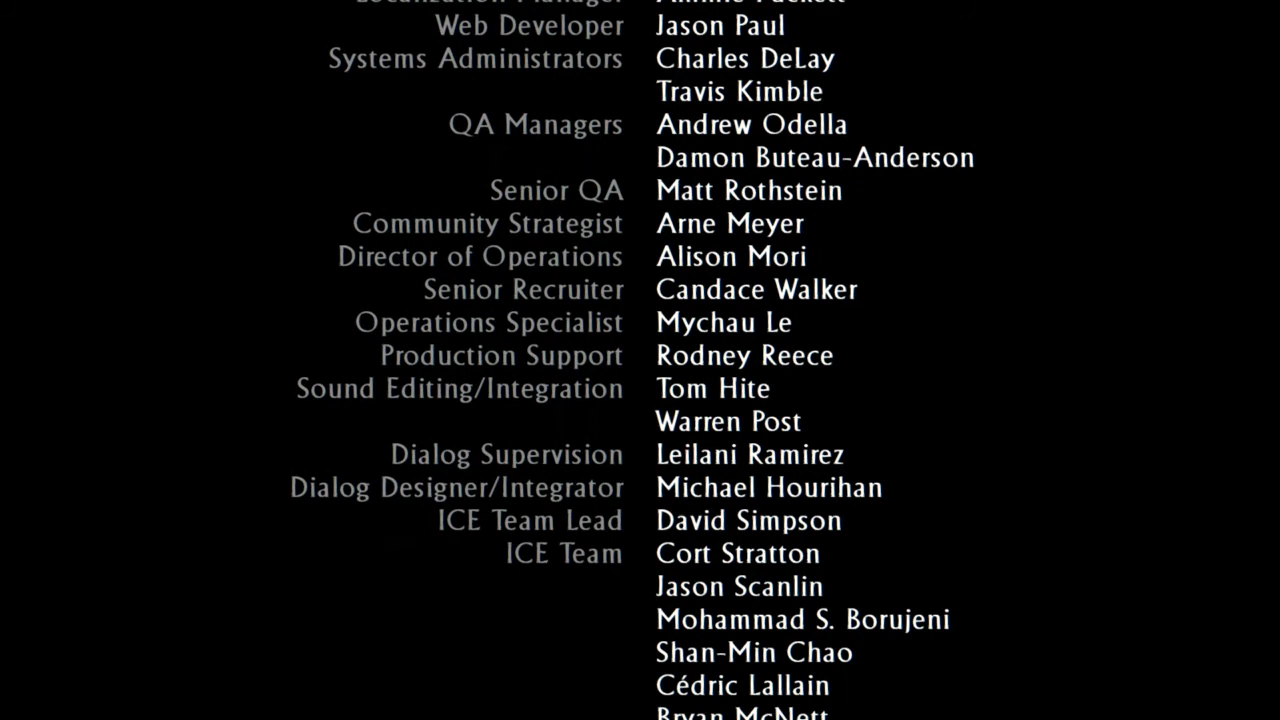 Localization Manager
Web Developer Jason Paul
Systems Administrators Charles DeLay
Travis Kimble
QA Managers Andrew Odella
Damon Buteau-Anderson
Senior QA Matt Rothstein
Community Strategist Arne Meyer
Director of Operations Alison Mori
Senior Recruiter Candace Walker
Operations Specialist Mychau Le
Production Support Rodney Reece
Sound Editing/Integration Tom Hite
Warren Post
Dialog Supervision Leilani Ramirez
Dialog Designer/Integrator Michael Hourihan
ICE Team Lead David Simpson
ICE Team Cort Stratton
Jason Scanlin
Mohammad S. Borujeni
Shan-Min Chao
Cédric Lallain
Bryan McNett